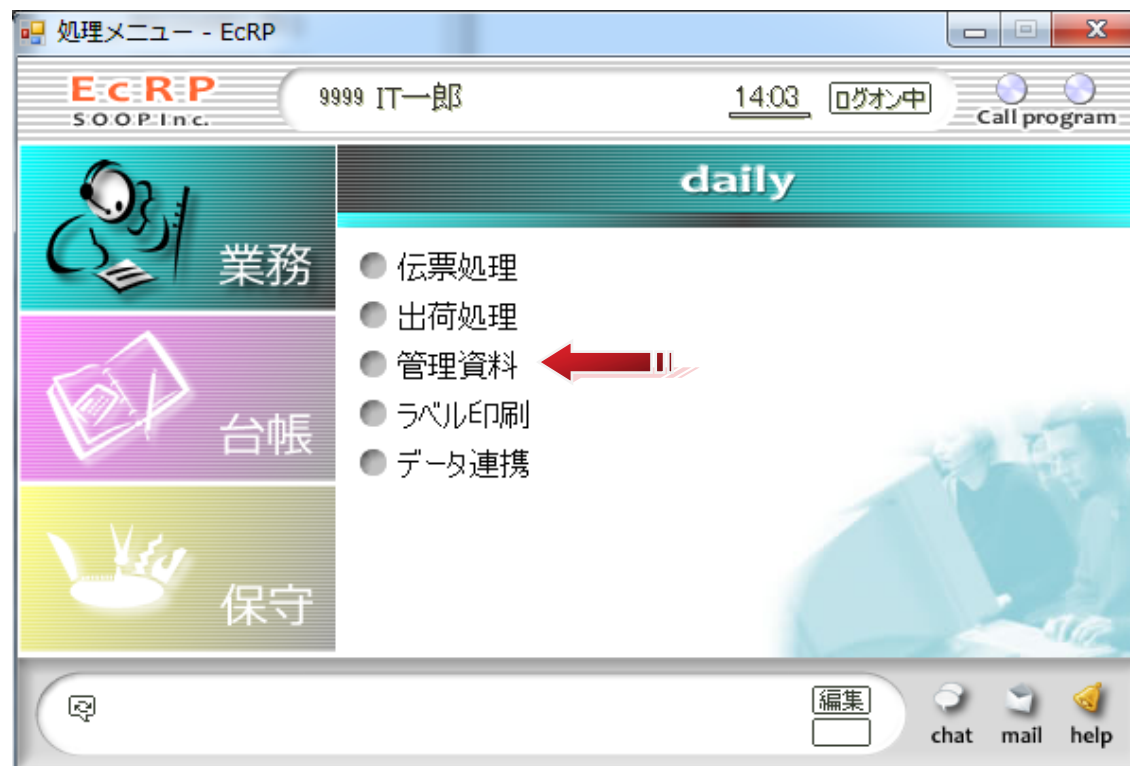 処理メニュー - EcRP
EcRP
SOOP Inc.
9999 IT一郎
14:03
ログオン中
Call program
daily
業務
台帳
保守
伝票処理
出荷処理
管理資料
ラベル印刷
データ連携
編集
chat
mail
help